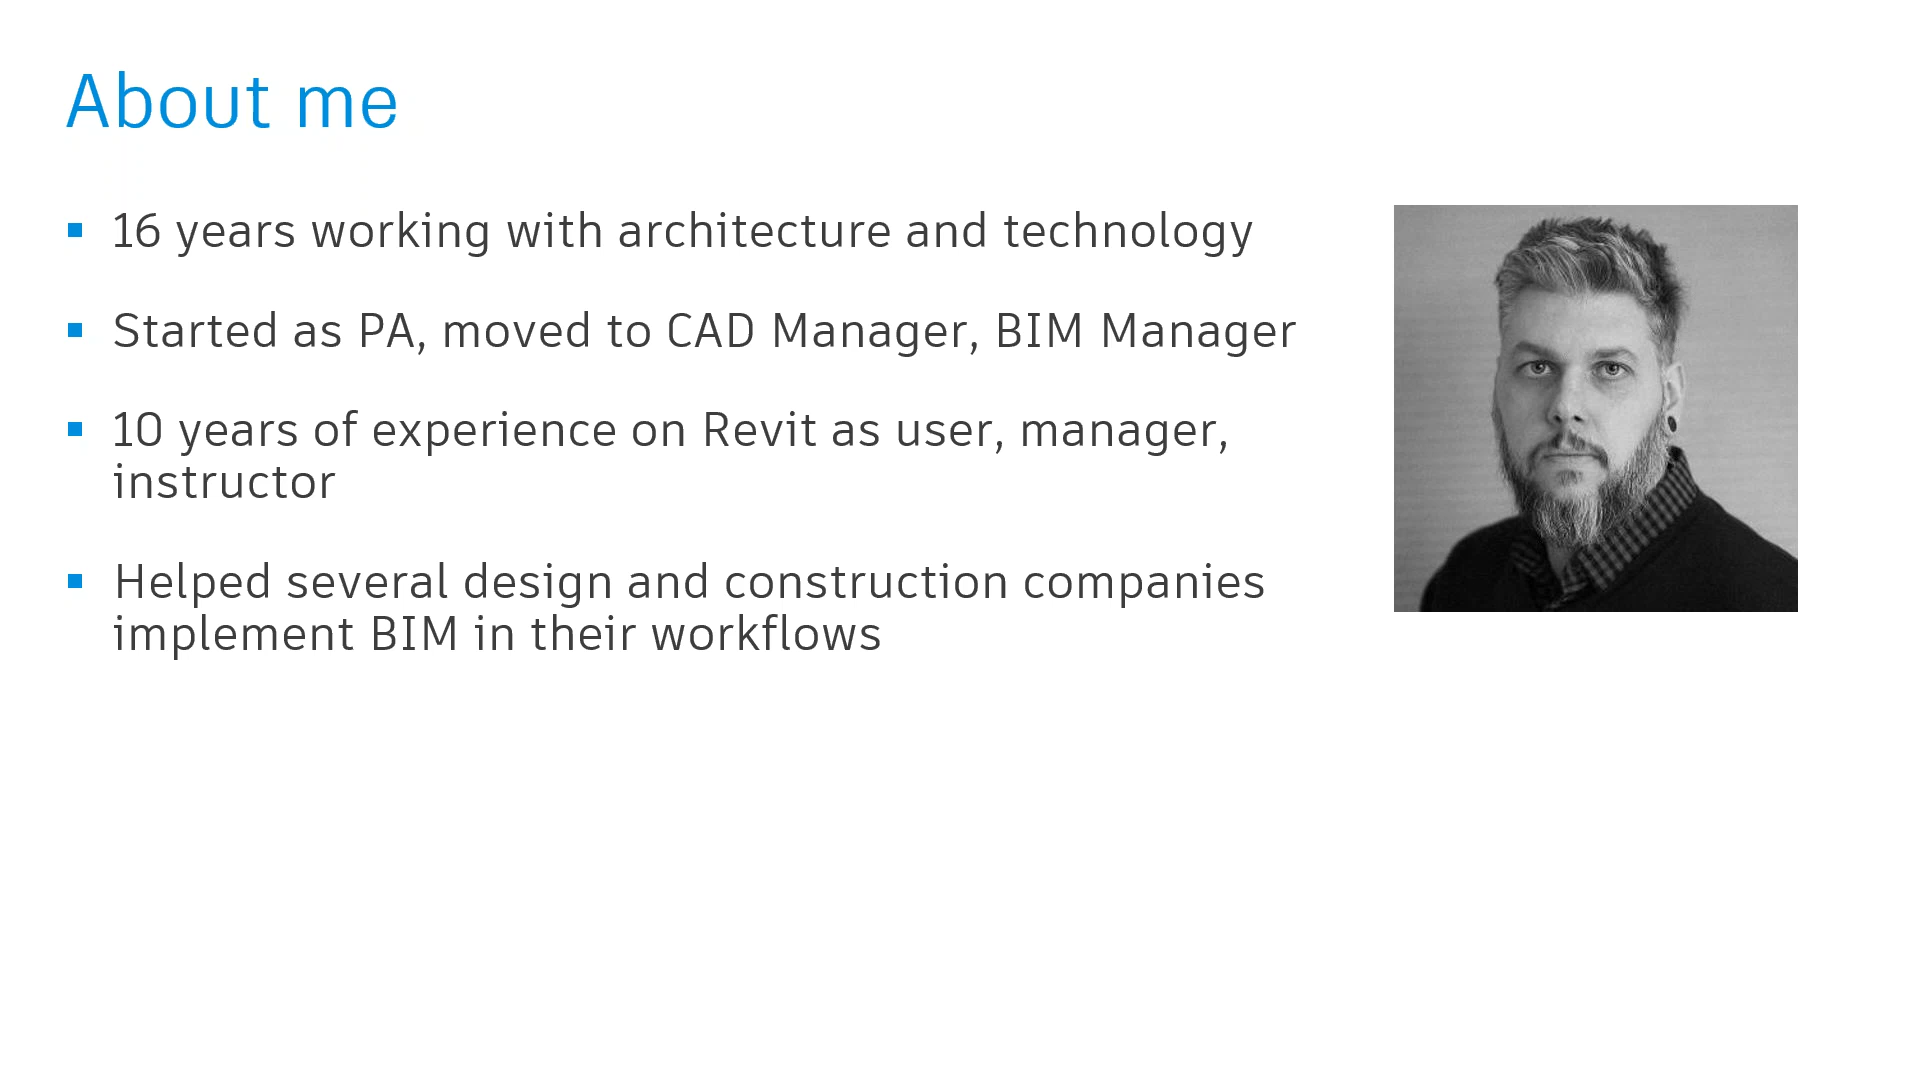 About me
16 years working with architecture and technology
Started as PA, moved to CAD Manager, BIM Manager
10 years of experience on Revit as user, manager,
instructor
Helped several design and construction companies
implement BIM in their workflows